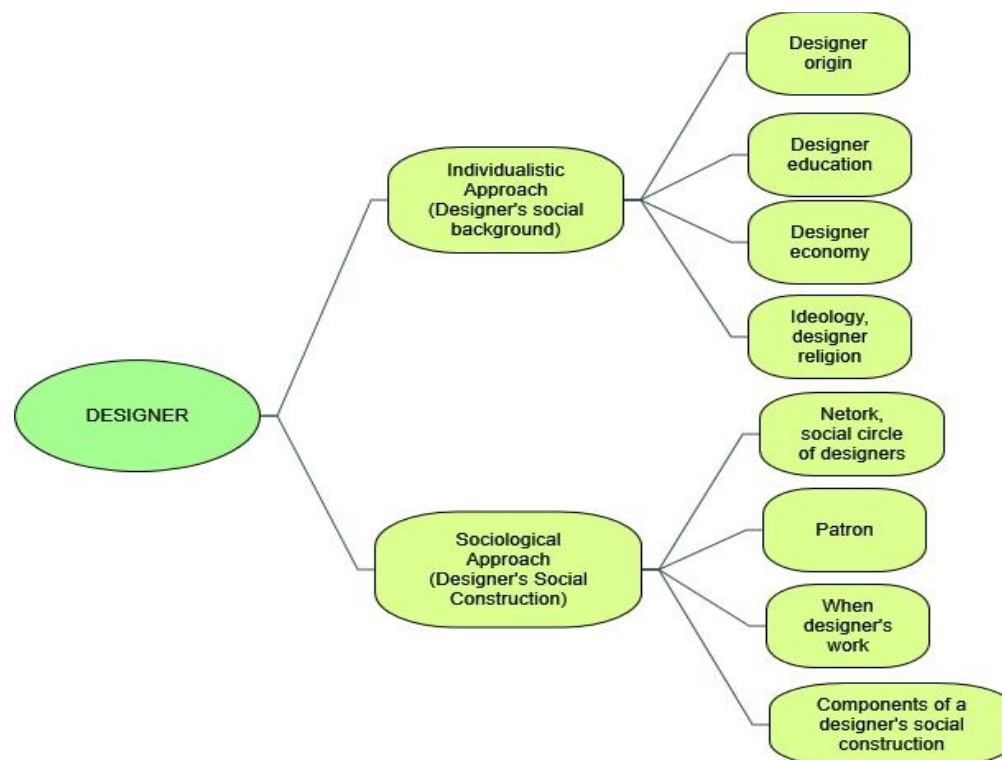 DESIGNER
Individualistic
Approach
(Designer's social
background)
Designer
origin
Designer
education
Designer
economy
Ideology,
designer
religion
Sociological
Approach
(Designer's Social
Construction)
Netork,
social circle
of designers
Patron
When
designer's
work
Components of a
designer's social
construction